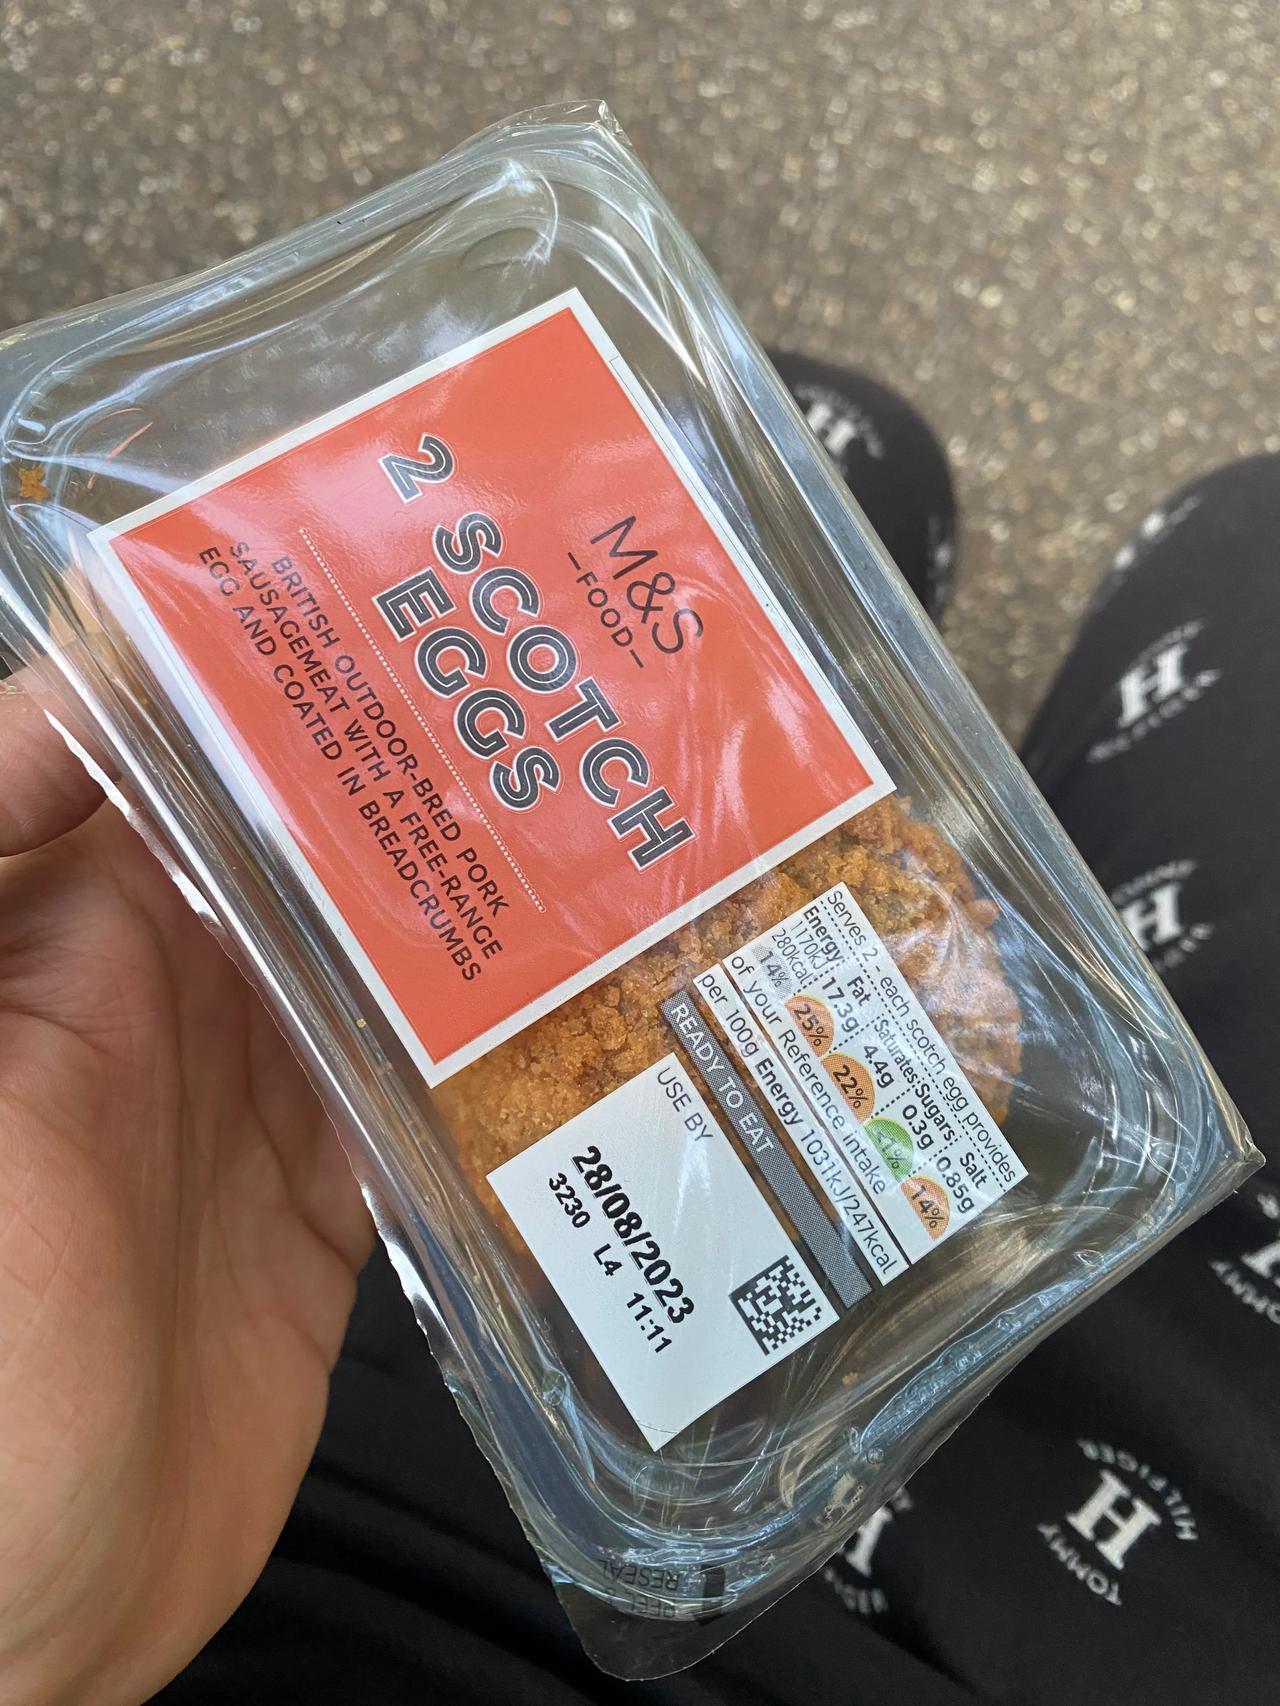 M&S
—FOOD—
2 SCOTCH
EGGS
BRITISH OUTDOOR-BRED PORK
SAUSAGEMEAT WITH A FREE-RANGE
EGG AND COATED IN BREADCRUMBS
Serves 2 - each scotch egg provides
Energy Fat Saturates Sugars Salt
1170kJ 17.3g 4.4g 0.3g 0.85g
280kcal
14% 25% 22% <1% 14%
of your Reference Intake
per 100g Energy 1031kJ/247kcal
READY TO EAT
USE BY
28/08/2023
3230 L4 11:11
RESEAL
H
TOMMY
HILFIGER